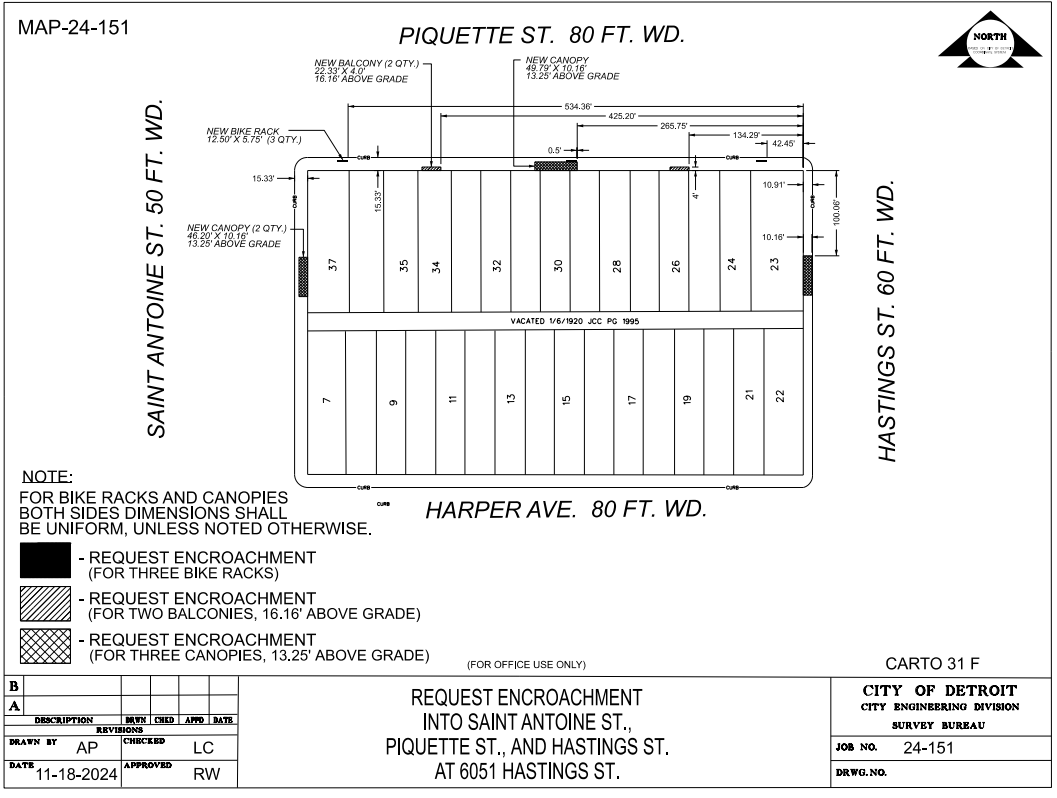 MAP-24-151
PIQUETTE ST. 80 FT. WD.
NORTH
NEW BALCONY (2 QTY.)
22.33' X 4.0'
16.16' ABOVE GRADE
NEW CANOPY
49.79' X 10.16'
13.25' ABOVE GRADE
534.36'
425.20'
265.75'
134.29'
42.45'
NEW BIKE RACK
12.50' X 5.75' (3 QTY.)
0.5'
CURB
CURB
15.33'
15.33'
4'
10.91'
100.06'
CURB
CURB
SAINT ANTOINE ST. 50 FT. WD.
HASTINGS ST. 60 FT. WD.
NEW CANOPY (2 QTY.)
46.20' X 10.16'
13.25' ABOVE GRADE
10.16'
37
35
34
32
30
28
26
24
23
VACATED 1/6/1920 JCC PG 1995
7
9
11
13
15
17
19
21
22
CURB
CURB
CURB
HARPER AVE. 80 FT. WD.
NOTE:
FOR BIKE RACKS AND CANOPIES
BOTH SIDES DIMENSIONS SHALL
BE UNIFORM, UNLESS NOTED OTHERWISE.
- REQUEST ENCROACHMENT
(FOR THREE BIKE RACKS)
- REQUEST ENCROACHMENT
(FOR TWO BALCONIES, 16.16' ABOVE GRADE)
- REQUEST ENCROACHMENT
(FOR THREE CANOPIES, 13.25' ABOVE GRADE)
(FOR OFFICE USE ONLY)
CARTO 31 F
B
A
DESCRIPTION DRWN CHKD APPD DATE
REVISIONS
DRAWN BY AP CHECKED LC
DATE 11-18-2024 APPROVED RW
REQUEST ENCROACHMENT
INTO SAINT ANTOINE ST.,
PIQUETTE ST., AND HASTINGS ST.
AT 6051 HASTINGS ST.
CITY OF DETROIT
CITY ENGINEERING DIVISION
SURVEY BUREAU
JOB NO. 24-151
DRWG. NO.